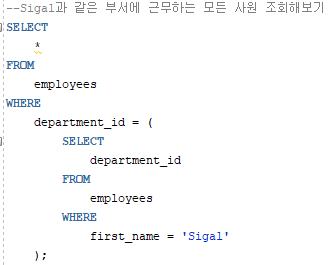 --Sigal과 같은 부서에 근무하는 모든 사원 조회해보기
SELECT
*
FROM
employees
WHERE
department_id = (
SELECT
department_id
FROM
employees
WHERE
first_name = 'Sigal'
);